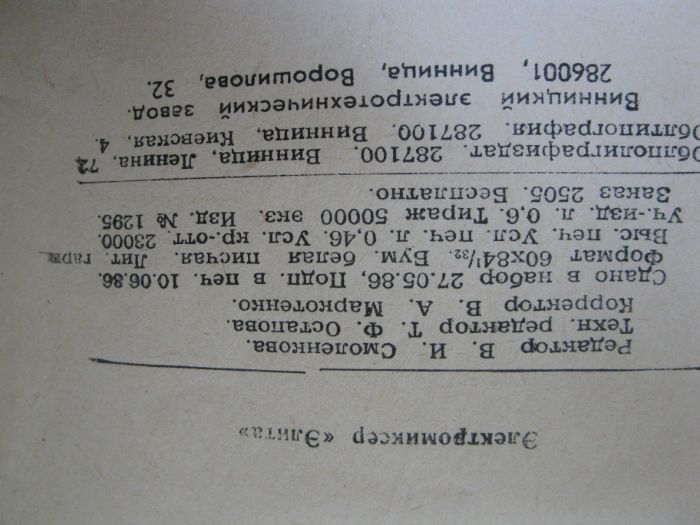 Электромиксер «Элита»
Редактор В. И. Смоленкова.
Техн. редактор Т. Ф. Остапова.
Корректор В. А. Маркотенко.
Сдано в набор 27.05.86, Подп. в печ. 10.06.86.
Формат 60х84¹/₃₂. Бум. белая писчая. Лит. гарн.
Выс. печ. Усл. печ. л. 0,46. Усл. кр.-отт. 23000.
Уч.-изд. л. 0,6. Тираж 50000 экз. Изд. № 1295.
Заказ 2505. Бесплатно.
Облполиграфиздат. 287100. Винница, Ленина,
Облтипография. 287100. Винница, Киевская, 4.
Винницкий электротехнический завод.
286001, Винница, Ворошилова, 32.